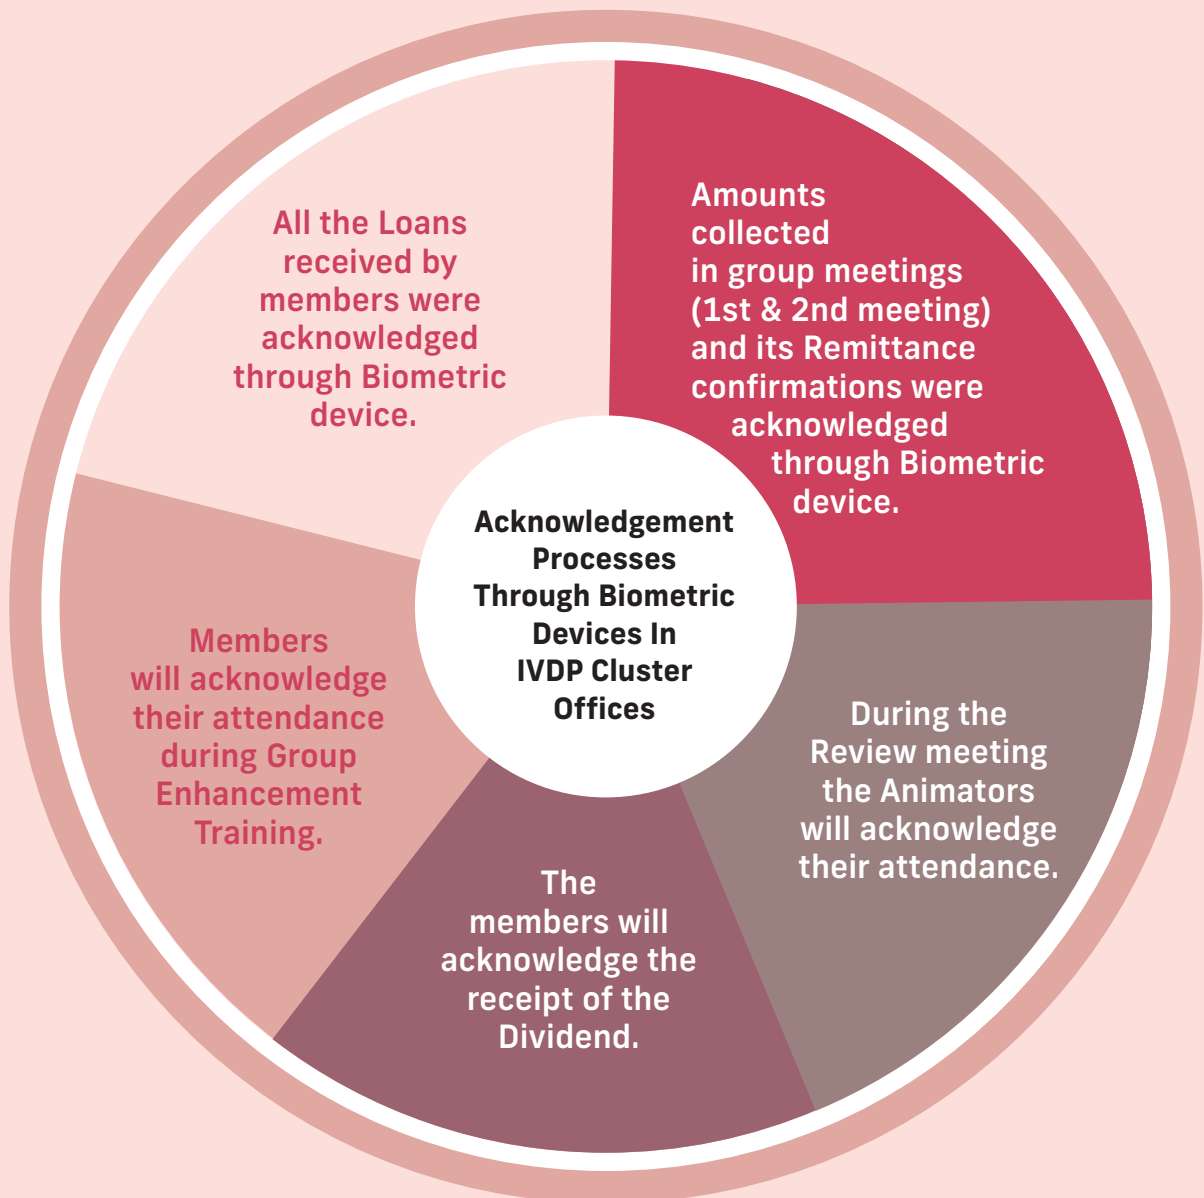 Acknowledgement
Processes
Through Biometric
Devices In
IVDP Cluster
Offices
Amounts
collected
in group meetings
(1st & 2nd meeting)
and its Remittance
confirmations were
acknowledged
through Biometric
device.
During the
Review meeting
the Animators
will acknowledge
their attendance.
The
members will
acknowledge the
receipt of the
Dividend.
Members
will acknowledge
their attendance
during Group
Enhancement
Training.
All the Loans
received by
members were
acknowledged
through Biometric
device.